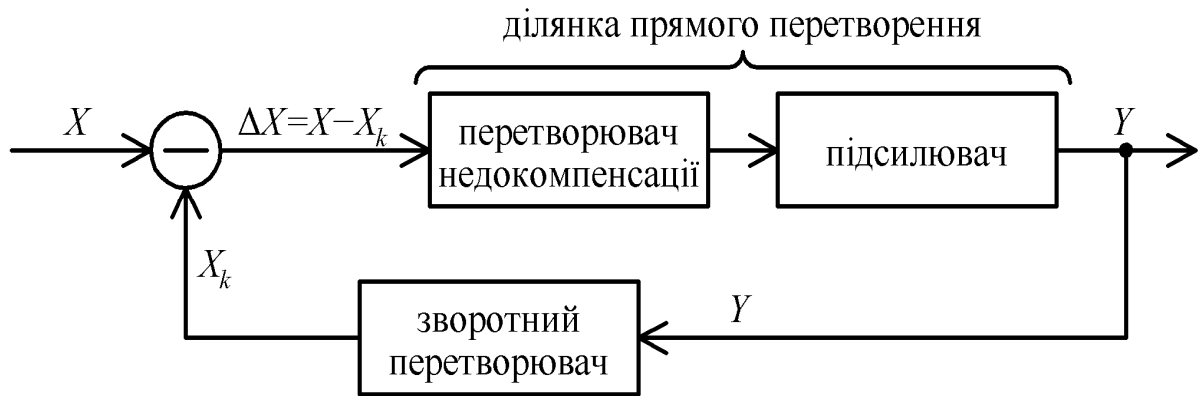 ділянка прямого перетворення
X
ΔX=X−Xₖ
перетворювач
недокомпенсації
підсилювач
Y
Xₖ
зворотний
перетворювач
Y